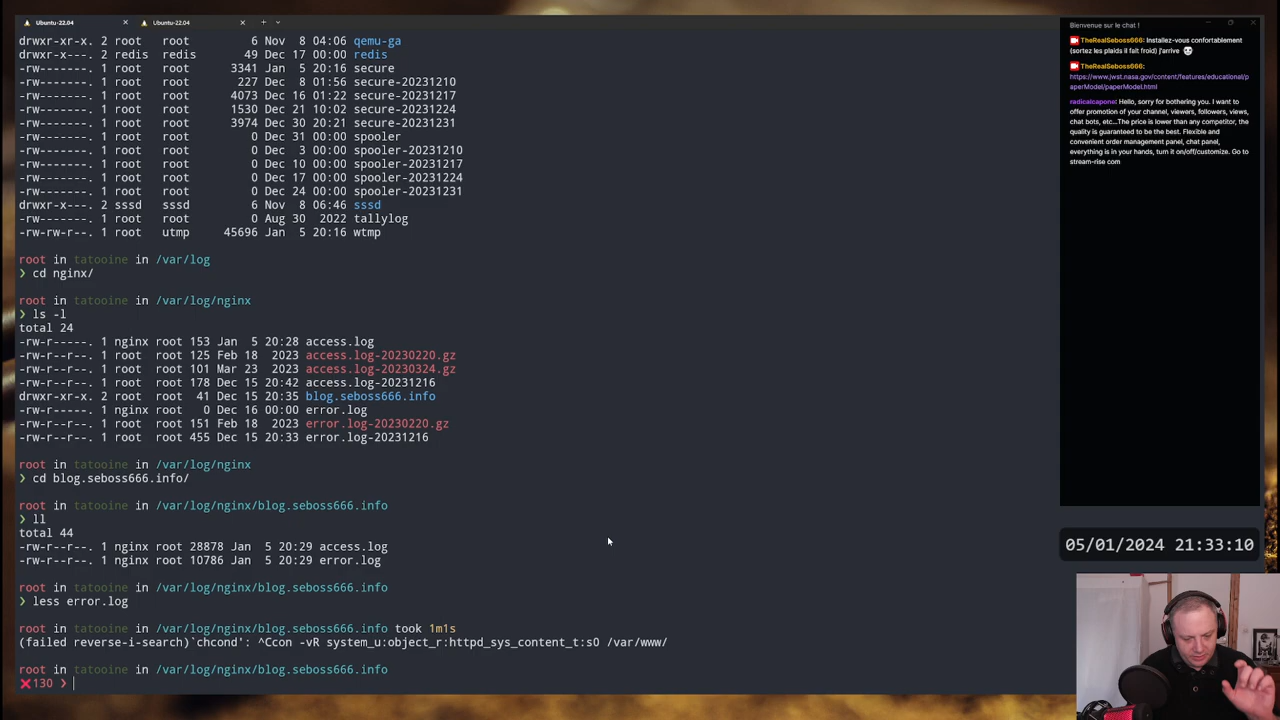 Ubuntu-22.04
Ubuntu-22.04
drwxr-xr-x. 2 root root 6 Nov 8 04:06 qemu-ga
drwxr-x---. 2 redis redis 49 Dec 17 00:00 redis
-rw-------. 1 root root 3341 Jan 5 20:16 secure
-rw-------. 1 root root 227 Dec 8 01:56 secure-20231210
-rw-------. 1 root root 4073 Dec 16 01:22 secure-20231217
-rw-------. 1 root root 1530 Dec 21 10:02 secure-20231224
-rw-------. 1 root root 3974 Dec 30 20:21 secure-20231231
-rw-------. 1 root root 0 Dec 31 00:00 spooler
-rw-------. 1 root root 0 Dec 3 00:00 spooler-20231210
-rw-------. 1 root root 0 Dec 10 00:00 spooler-20231217
-rw-------. 1 root root 0 Dec 17 00:00 spooler-20231224
-rw-------. 1 root root 0 Dec 24 00:00 spooler-20231231
drwxr-x---. 2 sssd sssd 6 Nov 8 06:46 sssd
-rw-------. 1 root root 0 Aug 30 2022 tallylog
-rw-rw-r--. 1 root utmp 45696 Jan 5 20:16 wtmp
root in tatooine in /var/log
❯ cd nginx/
root in tatooine in /var/log/nginx
❯ ls -l
total 24
-rw-r-----. 1 nginx root 153 Jan 5 20:28 access.log
-rw-r--r--. 1 root root 125 Feb 18 2023 access.log-20230220.gz
-rw-r--r--. 1 root root 101 Mar 23 2023 access.log-20230324.gz
-rw-r--r--. 1 root root 178 Dec 15 20:42 access.log-20231216
drwxr-xr-x. 2 root root 41 Dec 15 20:35 blog.seboss666.info
-rw-r--r--. 1 nginx root 0 Dec 16 00:00 error.log
-rw-r--r--. 1 root root 151 Feb 18 2023 error.log-20230220.gz
-rw-r--r--. 1 root root 455 Dec 15 20:33 error.log-20231216
root in tatooine in /var/log/nginx
❯ cd blog.seboss666.info/
root in tatooine in /var/log/nginx/blog.seboss666.info
❯ ll
total 44
-rw-r--r--. 1 nginx root 28878 Jan 5 20:29 access.log
-rw-r--r--. 1 nginx root 10786 Jan 5 20:29 error.log
root in tatooine in /var/log/nginx/blog.seboss666.info
❯ less error.log
root in tatooine in /var/log/nginx/blog.seboss666.info took 1m1s
(failed reverse-i-search)`chcond': ^Ccon -vR system_u:object_r:httpd_sys_content_t:s0 /var/www/
root in tatooine in /var/log/nginx/blog.seboss666.info
❌130 ❯
Bienvenue sur le chat !
TheRealSeboss666: Installez-vous confortablement
(sortez les plaids il fait froid) j'arrive
TheRealSeboss666:
https://www.jwst.nasa.gov/content/features/educational/p
aperModel/paperModel.html
radicalcapone: Hello, sorry for bothering you. I want to
offer promotion of your channel, viewers, followers, views,
chat bots, etc...The price is lower than any competitor, the
quality is guaranteed to be the best. Flexible and
convenient order management panel, chat panel,
everything is in your hands, turn it on/off/customize. Go to
stream-rise com
05/01/2024 21:33:10